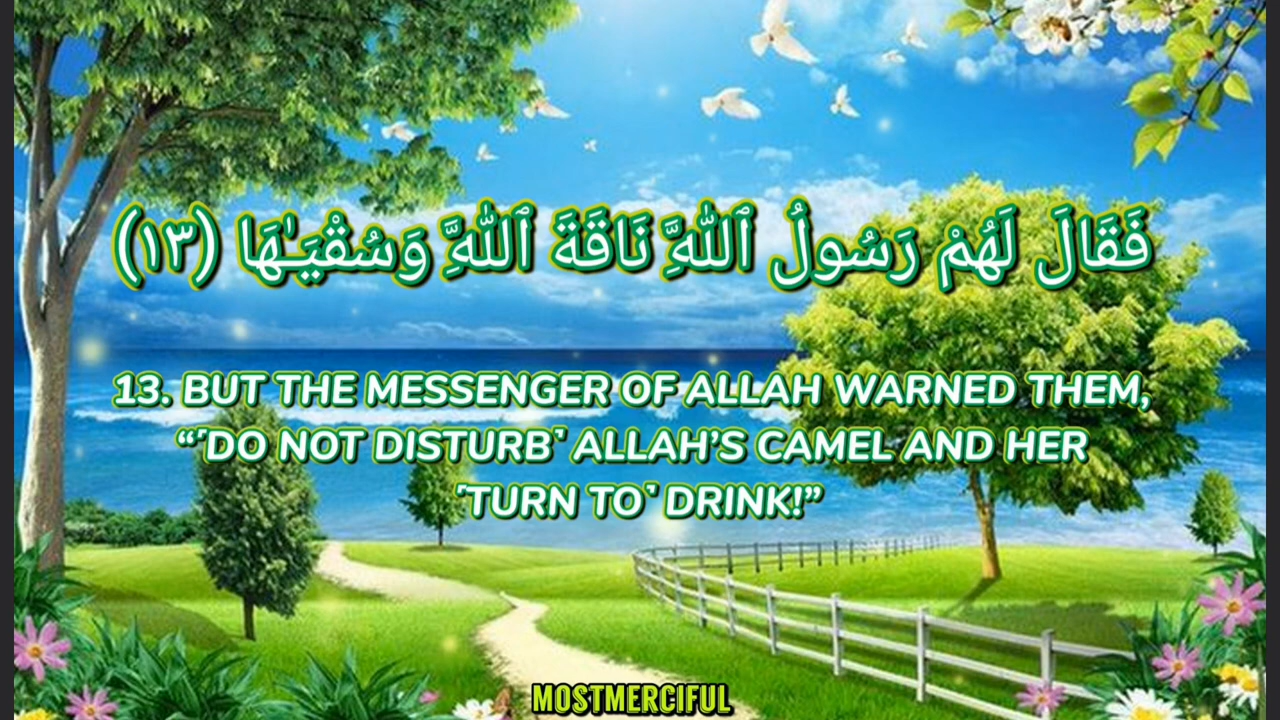 فَقَالَ لَهُمْ رَسُولُ ٱللَّهِ نَاقَةَ ٱللَّهِ وَسُقْيَـٰهَا (١٣)
13. BUT THE MESSENGER OF ALLAH WARNED THEM,
“˹DO NOT DISTURB˺ ALLAH’S CAMEL AND HER
˹TURN TO˺ DRINK!”
MOSTMERCIFUL